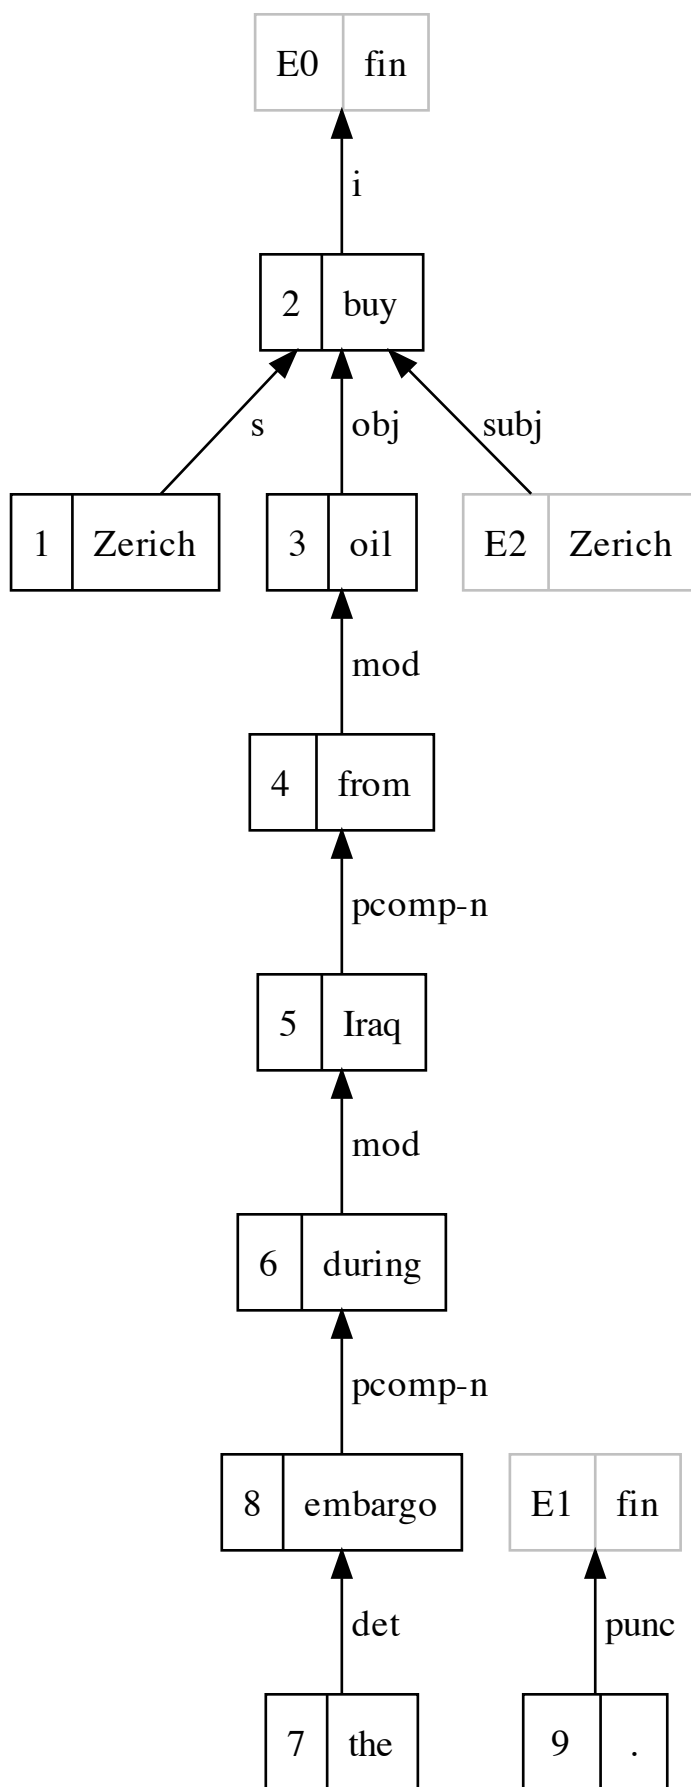 E0 fin
i
2 buy
s obj subj
1 Zerich 3 oil E2 Zerich
mod
4 from
pcomp-n
5 Iraq
mod
6 during
pcomp-n
8 embargo E1 fin
det punc
7 the 9 .